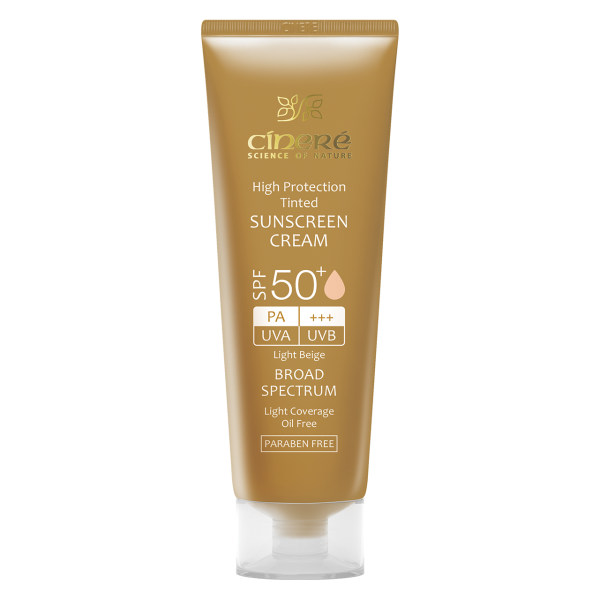 cíneré
SCIENCE OF NATURE
High Protection
Tinted
SUNSCREEN
CREAM
SPF 50+
PA +++
UVA UVB
Light Beige
BROAD
SPECTRUM
Light Coverage
Oil Free
PARABEN FREE